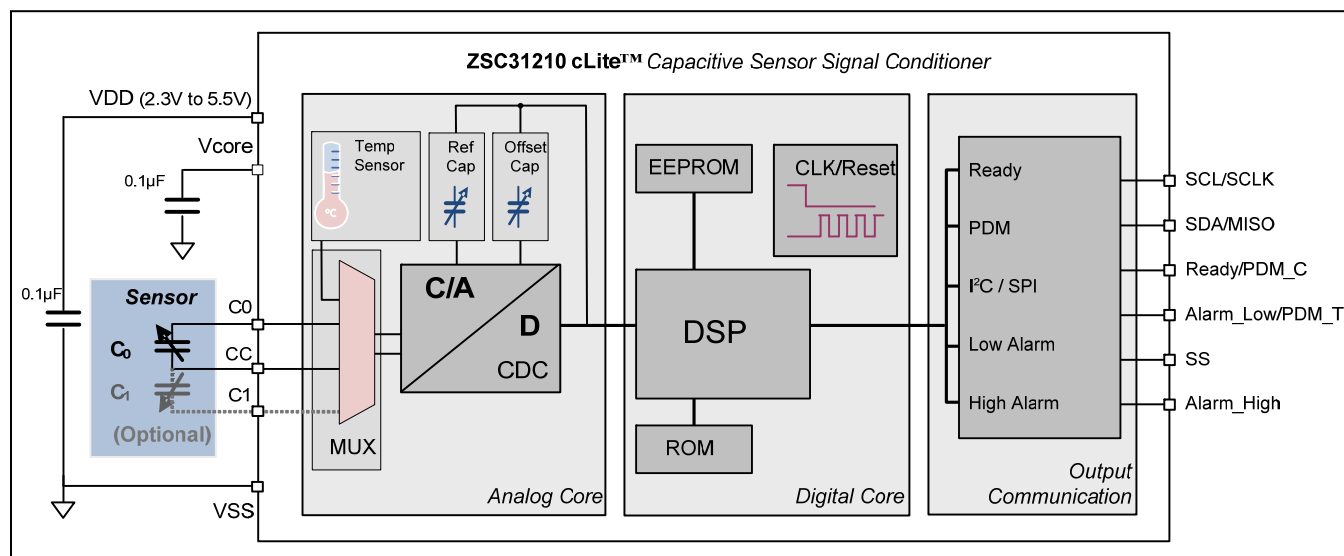 ZSC31210 cLite™ Capacitive Sensor Signal Conditioner
VDD (2.3V to 5.5V)
Vcore
0.1µF
0.1µF
Sensor
C0
C1
(Optional)
C0
CC
C1
VSS
Temp
Sensor
ºC
Ref
Cap
Offset
Cap
MUX
C/A
D
CDC
Analog Core
EEPROM
CLK/Reset
DSP
ROM
Digital Core
Ready
PDM
I²C / SPI
Low Alarm
High Alarm
Output
Communication
SCL/SCLK
SDA/MISO
Ready/PDM_C
Alarm_Low/PDM_T
SS
Alarm_High